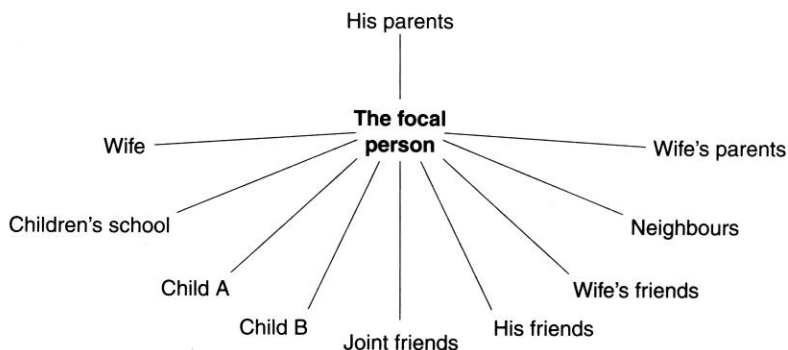 His parents
The focal
person
Wife
Wife's parents
Children's school
Neighbours
Child A
Wife's friends
Child B
His friends
Joint friends